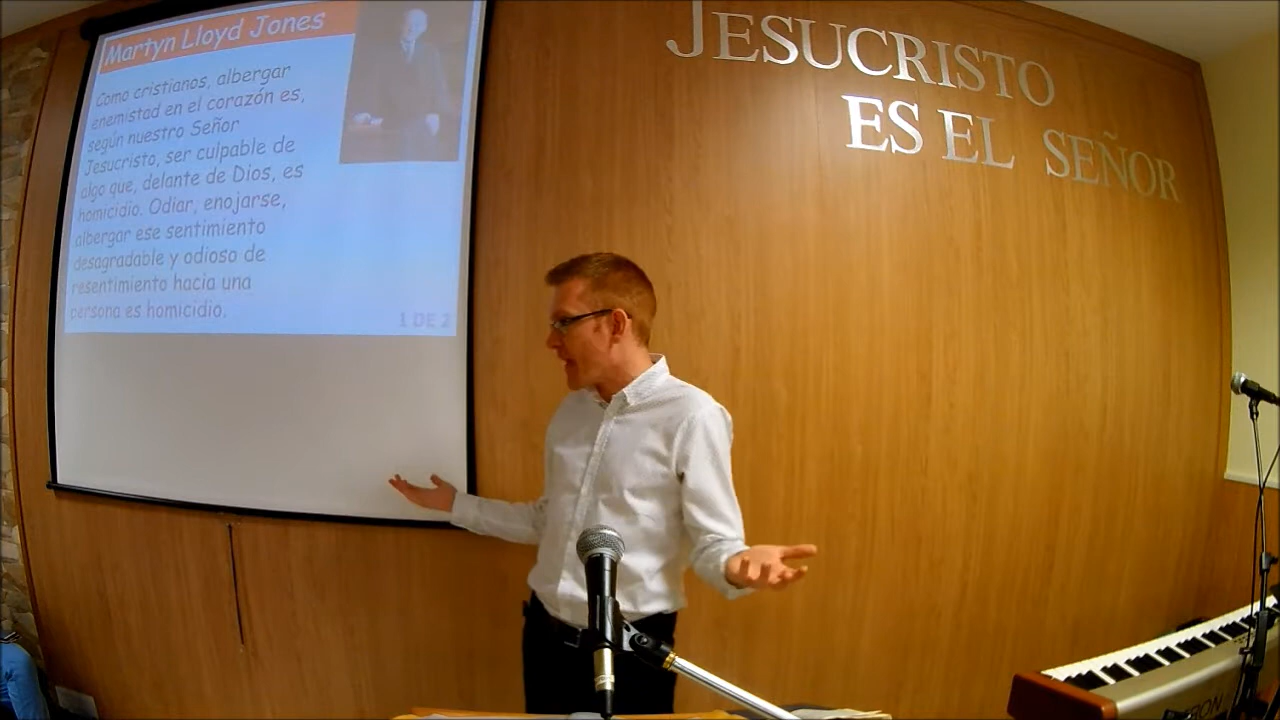 Martyn Lloyd Jones
Como cristianos, albergar
enemistad en el corazón es,
según nuestro Señor
Jesucristo, ser culpable de
algo que, delante de Dios, es
homicidio. Odiar, enojarse,
albergar ese sentimiento
desagradable y odioso de
resentimiento hacia una
persona es homicidio.
1 DE 2
JESUCRISTO
ES EL SEÑOR